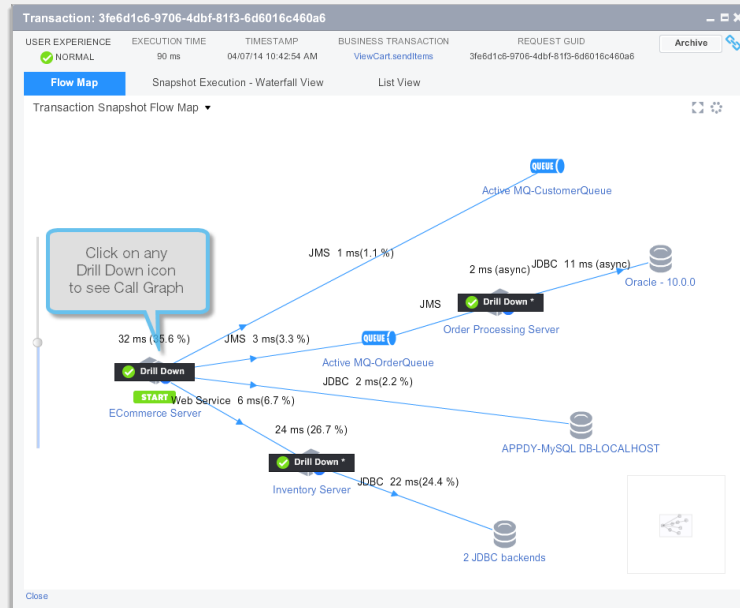 Transaction: 3fe6d1c6-9706-4dbf-81f3-6d6016c460a6
USER EXPERIENCE EXECUTION TIME TIMESTAMP BUSINESS TRANSACTION REQUEST GUID Archive
NORMAL 90 ms 04/07/14 10:42:54 AM ViewCart.sendItems 3fe6d1c6-9706-4dbf-81f3-6d6016c460a6
Flow Map Snapshot Execution - Waterfall View List View
Transaction Snapshot Flow Map
QUEUE
Active MQ-CustomerQueue
Click on any
Drill Down icon
to see Call Graph
JMS 1 ms(1.1 %)
2 ms (async) JDBC 11 ms (async)
Oracle - 10.0.0
JMS
Drill Down *
Order Processing Server
32 ms (35.6 %) JMS 3 ms(3.3 %) QUEUE
Active MQ-OrderQueue
Drill Down
JDBC 2 ms(2.2 %)
START Web Service 6 ms(6.7 %)
ECommerce Server
24 ms (26.7 %)
APPDY-MySQL DB-LOCALHOST
Drill Down *
Inventory Server JDBC 22 ms(24.4 %)
2 JDBC backends
Close